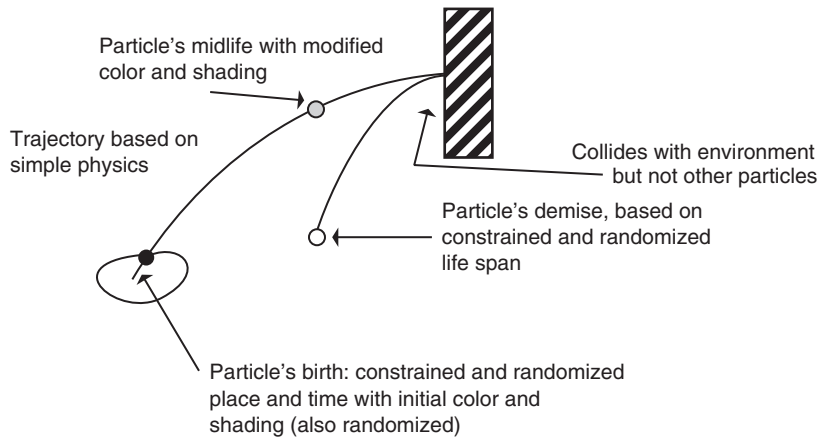 Particle's midlife with modified
color and shading
Trajectory based on
simple physics
Collides with environment
but not other particles
Particle's demise, based on
constrained and randomized
life span
Particle's birth: constrained and randomized
place and time with initial color and
shading (also randomized)